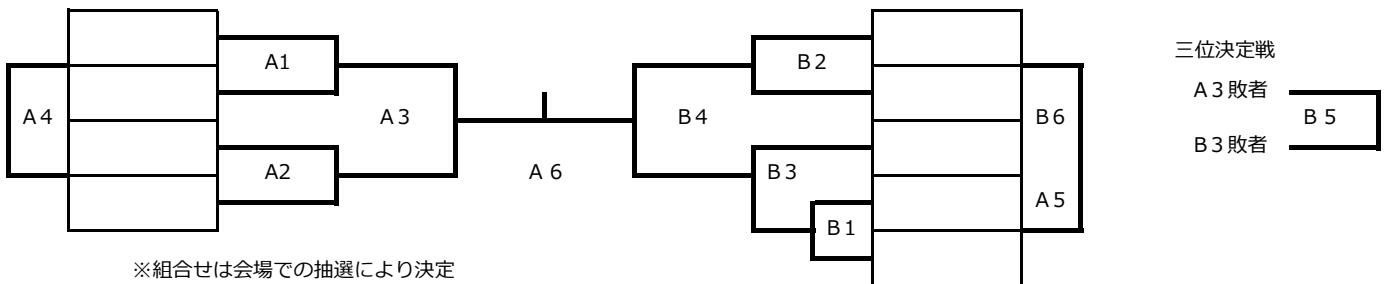 A1
A4
A3
A2
A 6
B2
B4
B3
B1
B6
A5
三位決定戦
A3敗者
B 5
B3敗者
※組合せは会場での抽選により決定